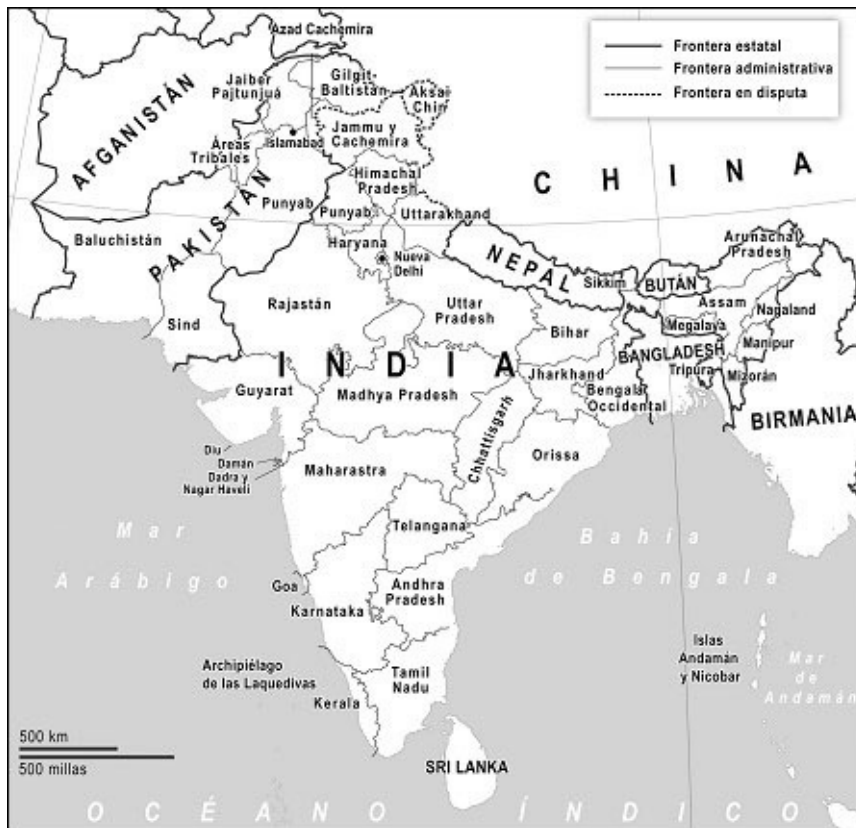 Azad Cachemira
Frontera estatal
Frontera administrativa
Frontera en disputa
Jaiber
Pajtunjuá
Gilgit-
Baltistán
Aksai
Chin
AFGANISTÁN
Áreas
Tribales
Islamabad
Jammu y
Cachemira
CHINA
Himachal
Pradesh
PAKISTÁN
Punyab
Punyab
Uttarakhand
Baluchistán
Haryana
Nueva
Delhi
NEPAL
Sikkim
BUTÁN
Arunachal
Pradesh
Assam
Nagaland
Rajastán
Uttar
Pradesh
Sind
Bihar
Megalaya
Manipur
BANGLADESH
INDIA
Jharkhand
Tripura
Mizorán
Guyarat
Madhya Pradesh
Bengala
Occidental
BIRMANIA
Chhattisgarh
Diu
Damán
Dadra y
Nagar Haveli
Maharastra
Orissa
Telangana
Mar
Arábigo
Bahía
de Bengala
Goa
Andhra
Pradesh
Karnataka
Islas
Andamán
y Nicobar
Mar
de
Andamán
Archipiélago
de las Laquedivas
Tamil
Nadu
Kerala
500 km
500 millas
SRI LANKA
OCÉANO ÍNDICO